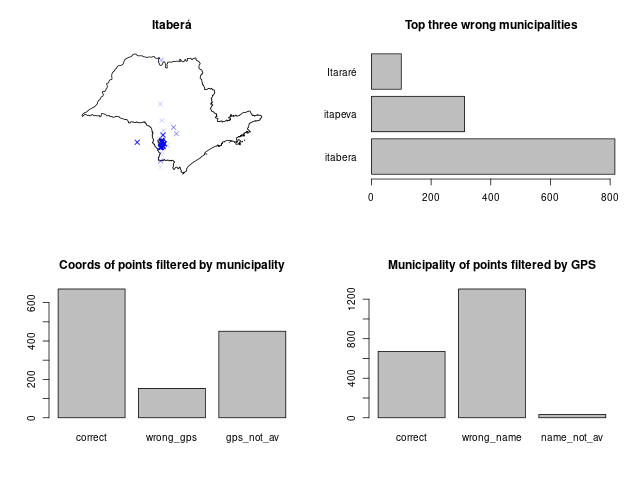 Itaberá
Top three wrong municipalities
Itararé
itapeva
itabera
0 200 400 600 800
Coords of points filtered by municipality
0 200 400 600
correct wrong_gps gps_not_av
Municipality of points filtered by GPS
0 400 800 1200
correct wrong_name name_not_av